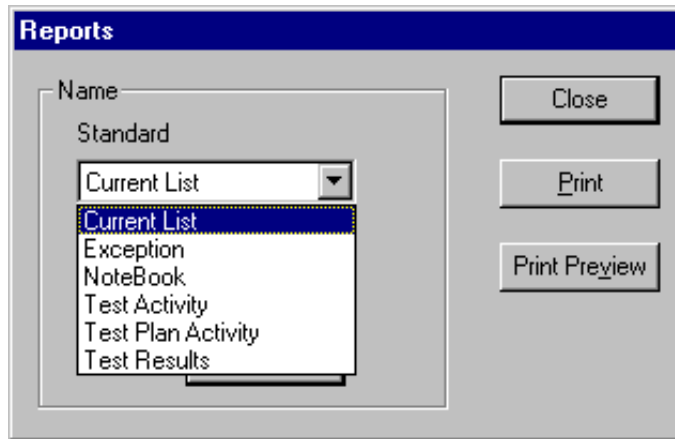 Reports
Name
Standard
Current List
Current List
Exception
NoteBook
Test Activity
Test Plan Activity
Test Results
Close
Print
Print Preview